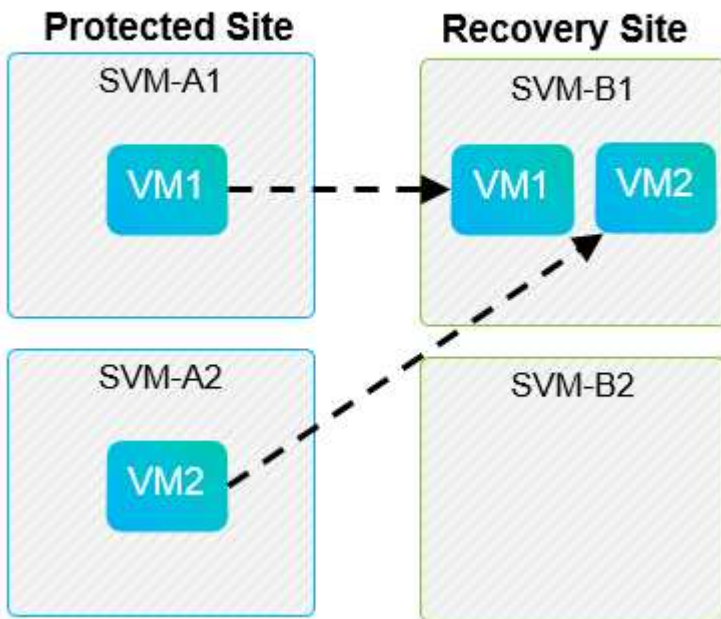 Protected Site
Recovery Site
SVM-A1
SVM-B1
VM1
VM1
VM2
SVM-A2
SVM-B2
VM2